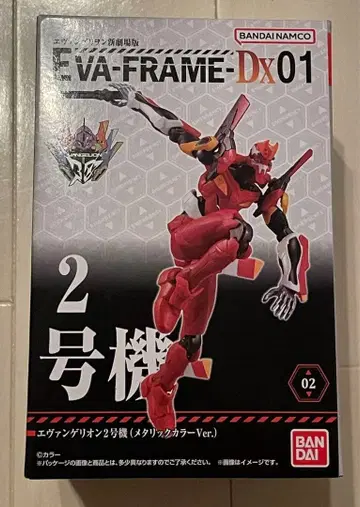 エヴァンゲリオン新劇場版
BANDAI NAMCO
EVA-FRAME-Dx01
EVANGELION
2
号機
02
エヴァンゲリオン2号機(メタリックカラーVer.)
©カラー
※パッケージの画像と商品とは、多少異なりますのでご了承ください。 ※画像はイメージです。
BAN
DAI